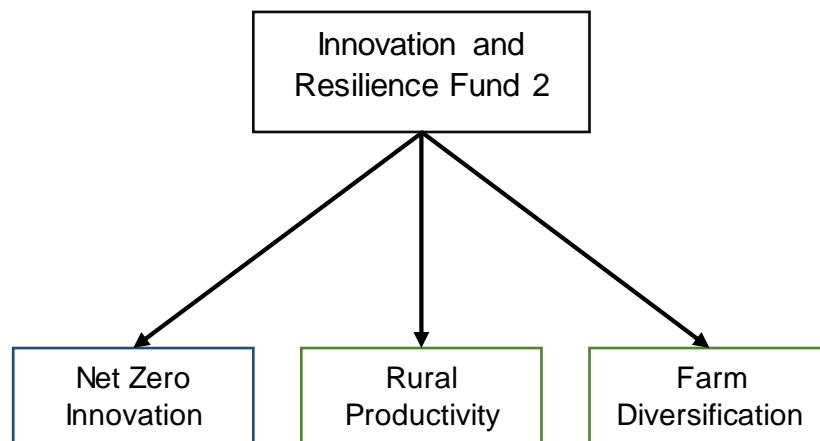 Innovation and
Resilience Fund 2
Net Zero
Innovation
Rural
Productivity
Farm
Diversification